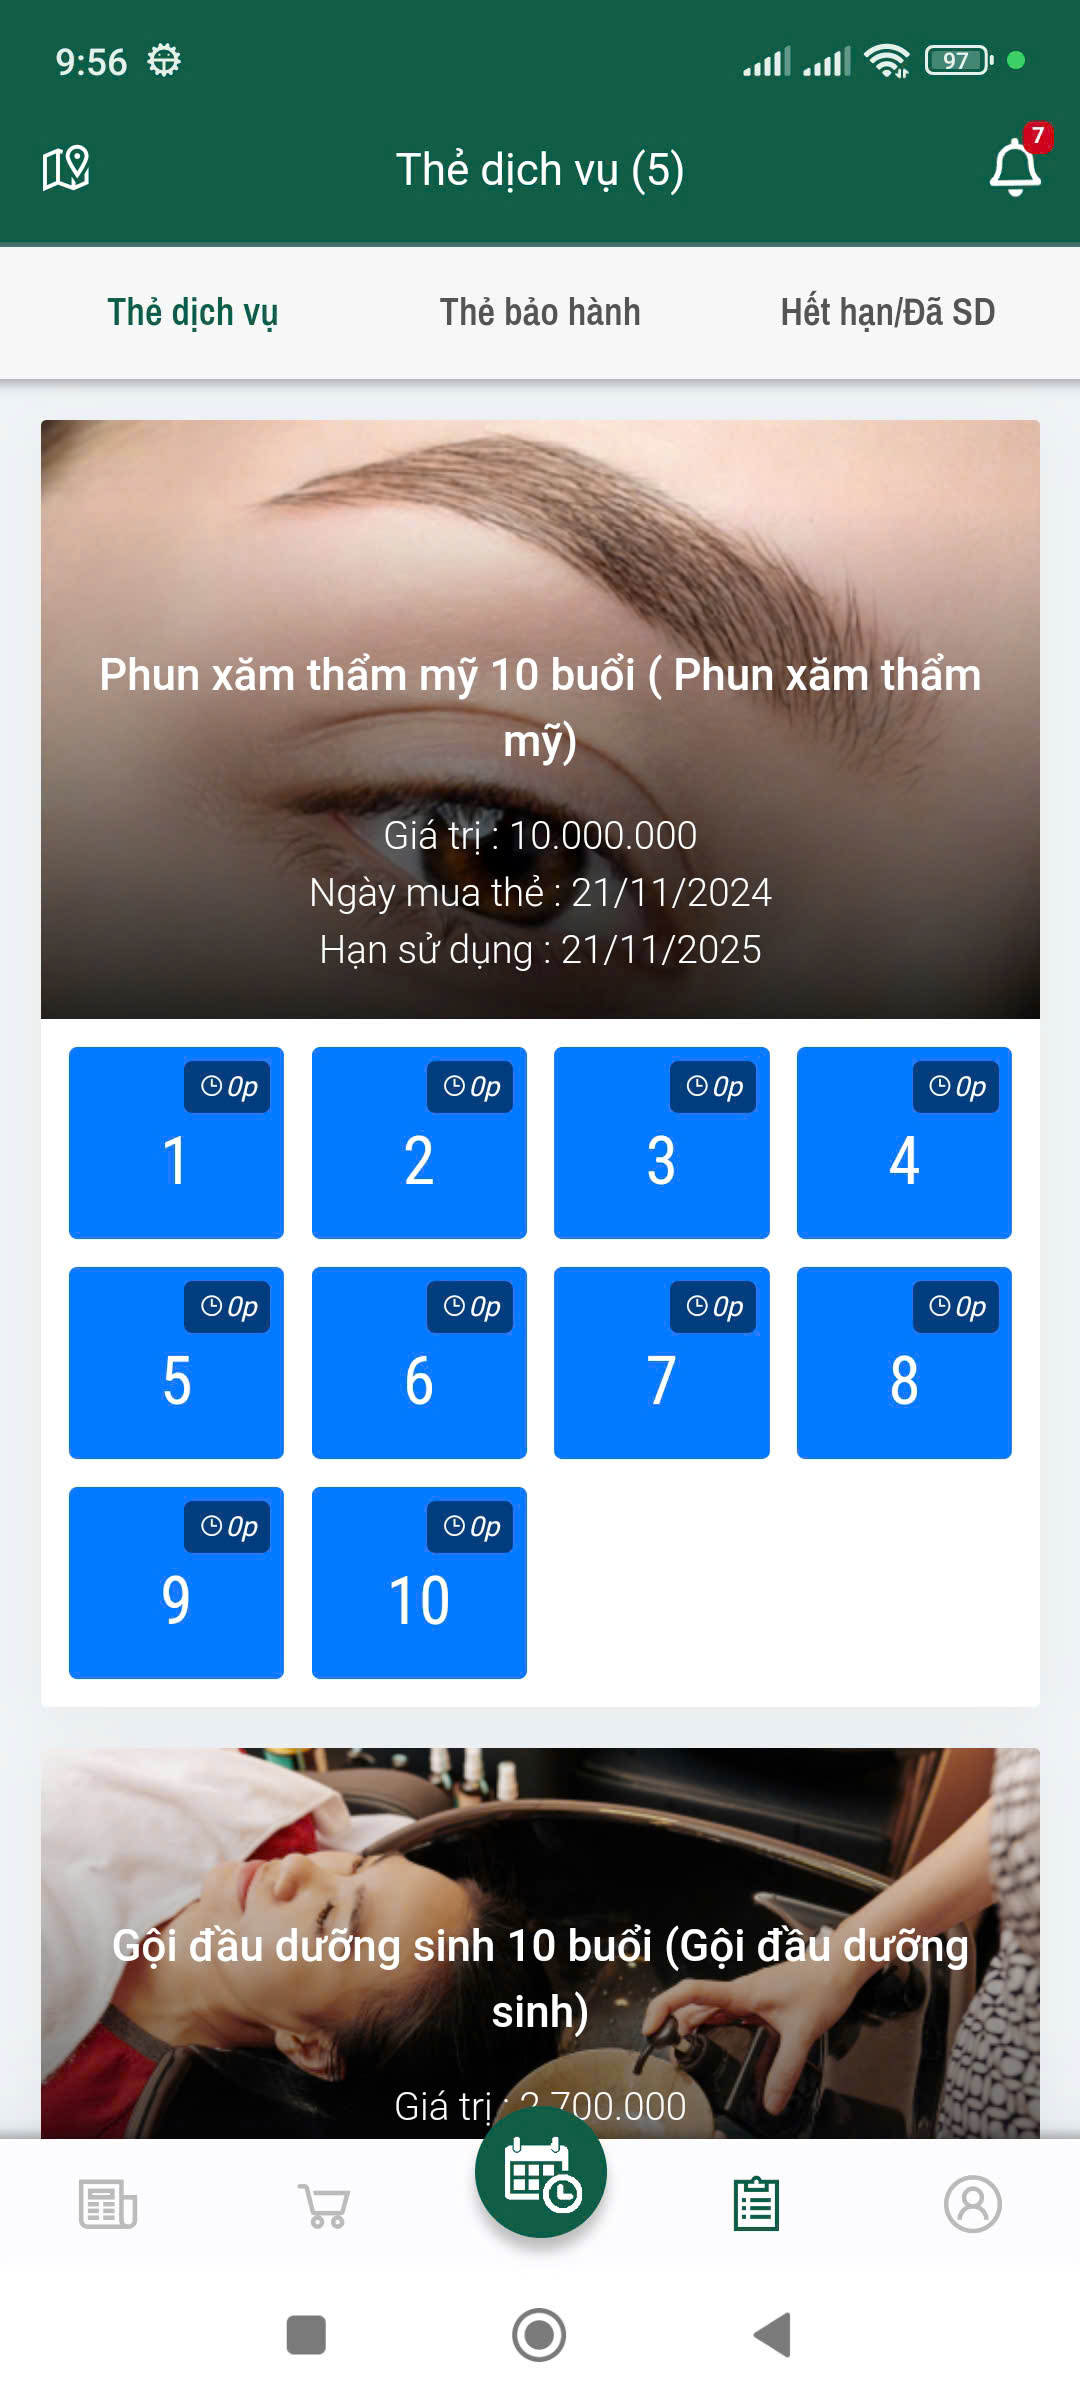 9:56
97
Thẻ dịch vụ (5)
7
Thẻ dịch vụ
Thẻ bảo hành
Hết hạn/Đã SD
Phun xăm thẩm mỹ 10 buổi ( Phun xăm thẩm
mỹ)
Giá trị : 10.000.000
Ngày mua thẻ : 21/11/2024
Hạn sử dụng : 21/11/2025
0p
0p
0p
0p
1
2
3
4
0p
0p
0p
0p
5
6
7
8
0p
0p
9
10
Gội đầu dưỡng sinh 10 buổi (Gội đầu dưỡng
sinh)
Giá trị : 2.700.000